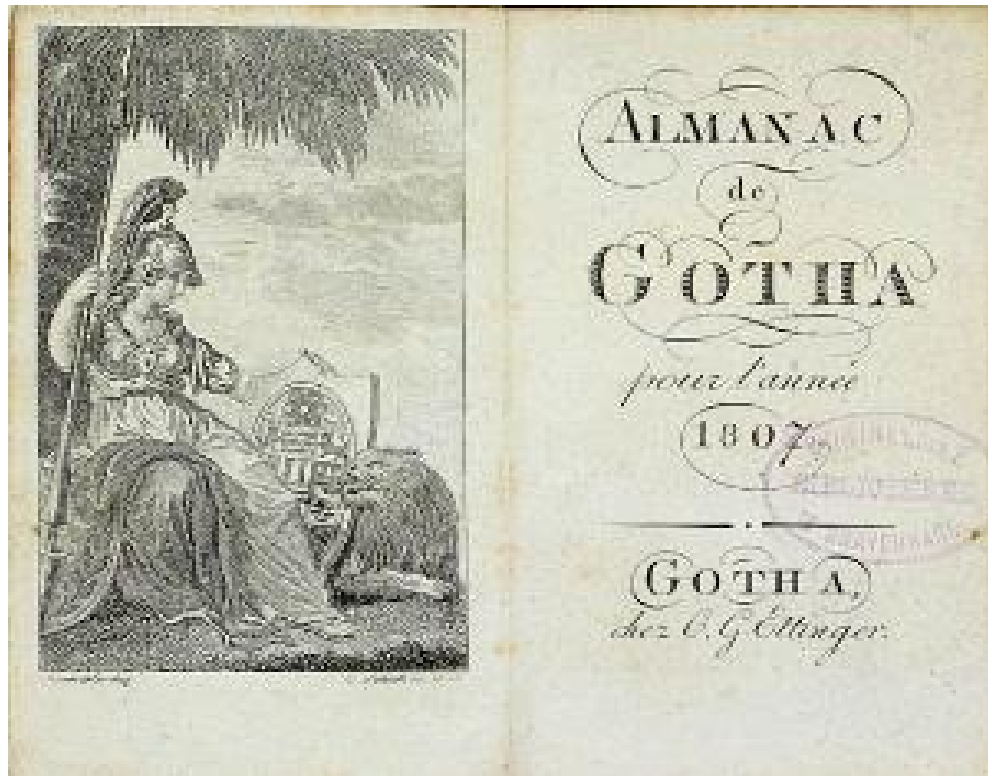 ALMANAC
de
GOTHA
pour l'année
1807
GOTHA,
chez C. G. Ettinger.